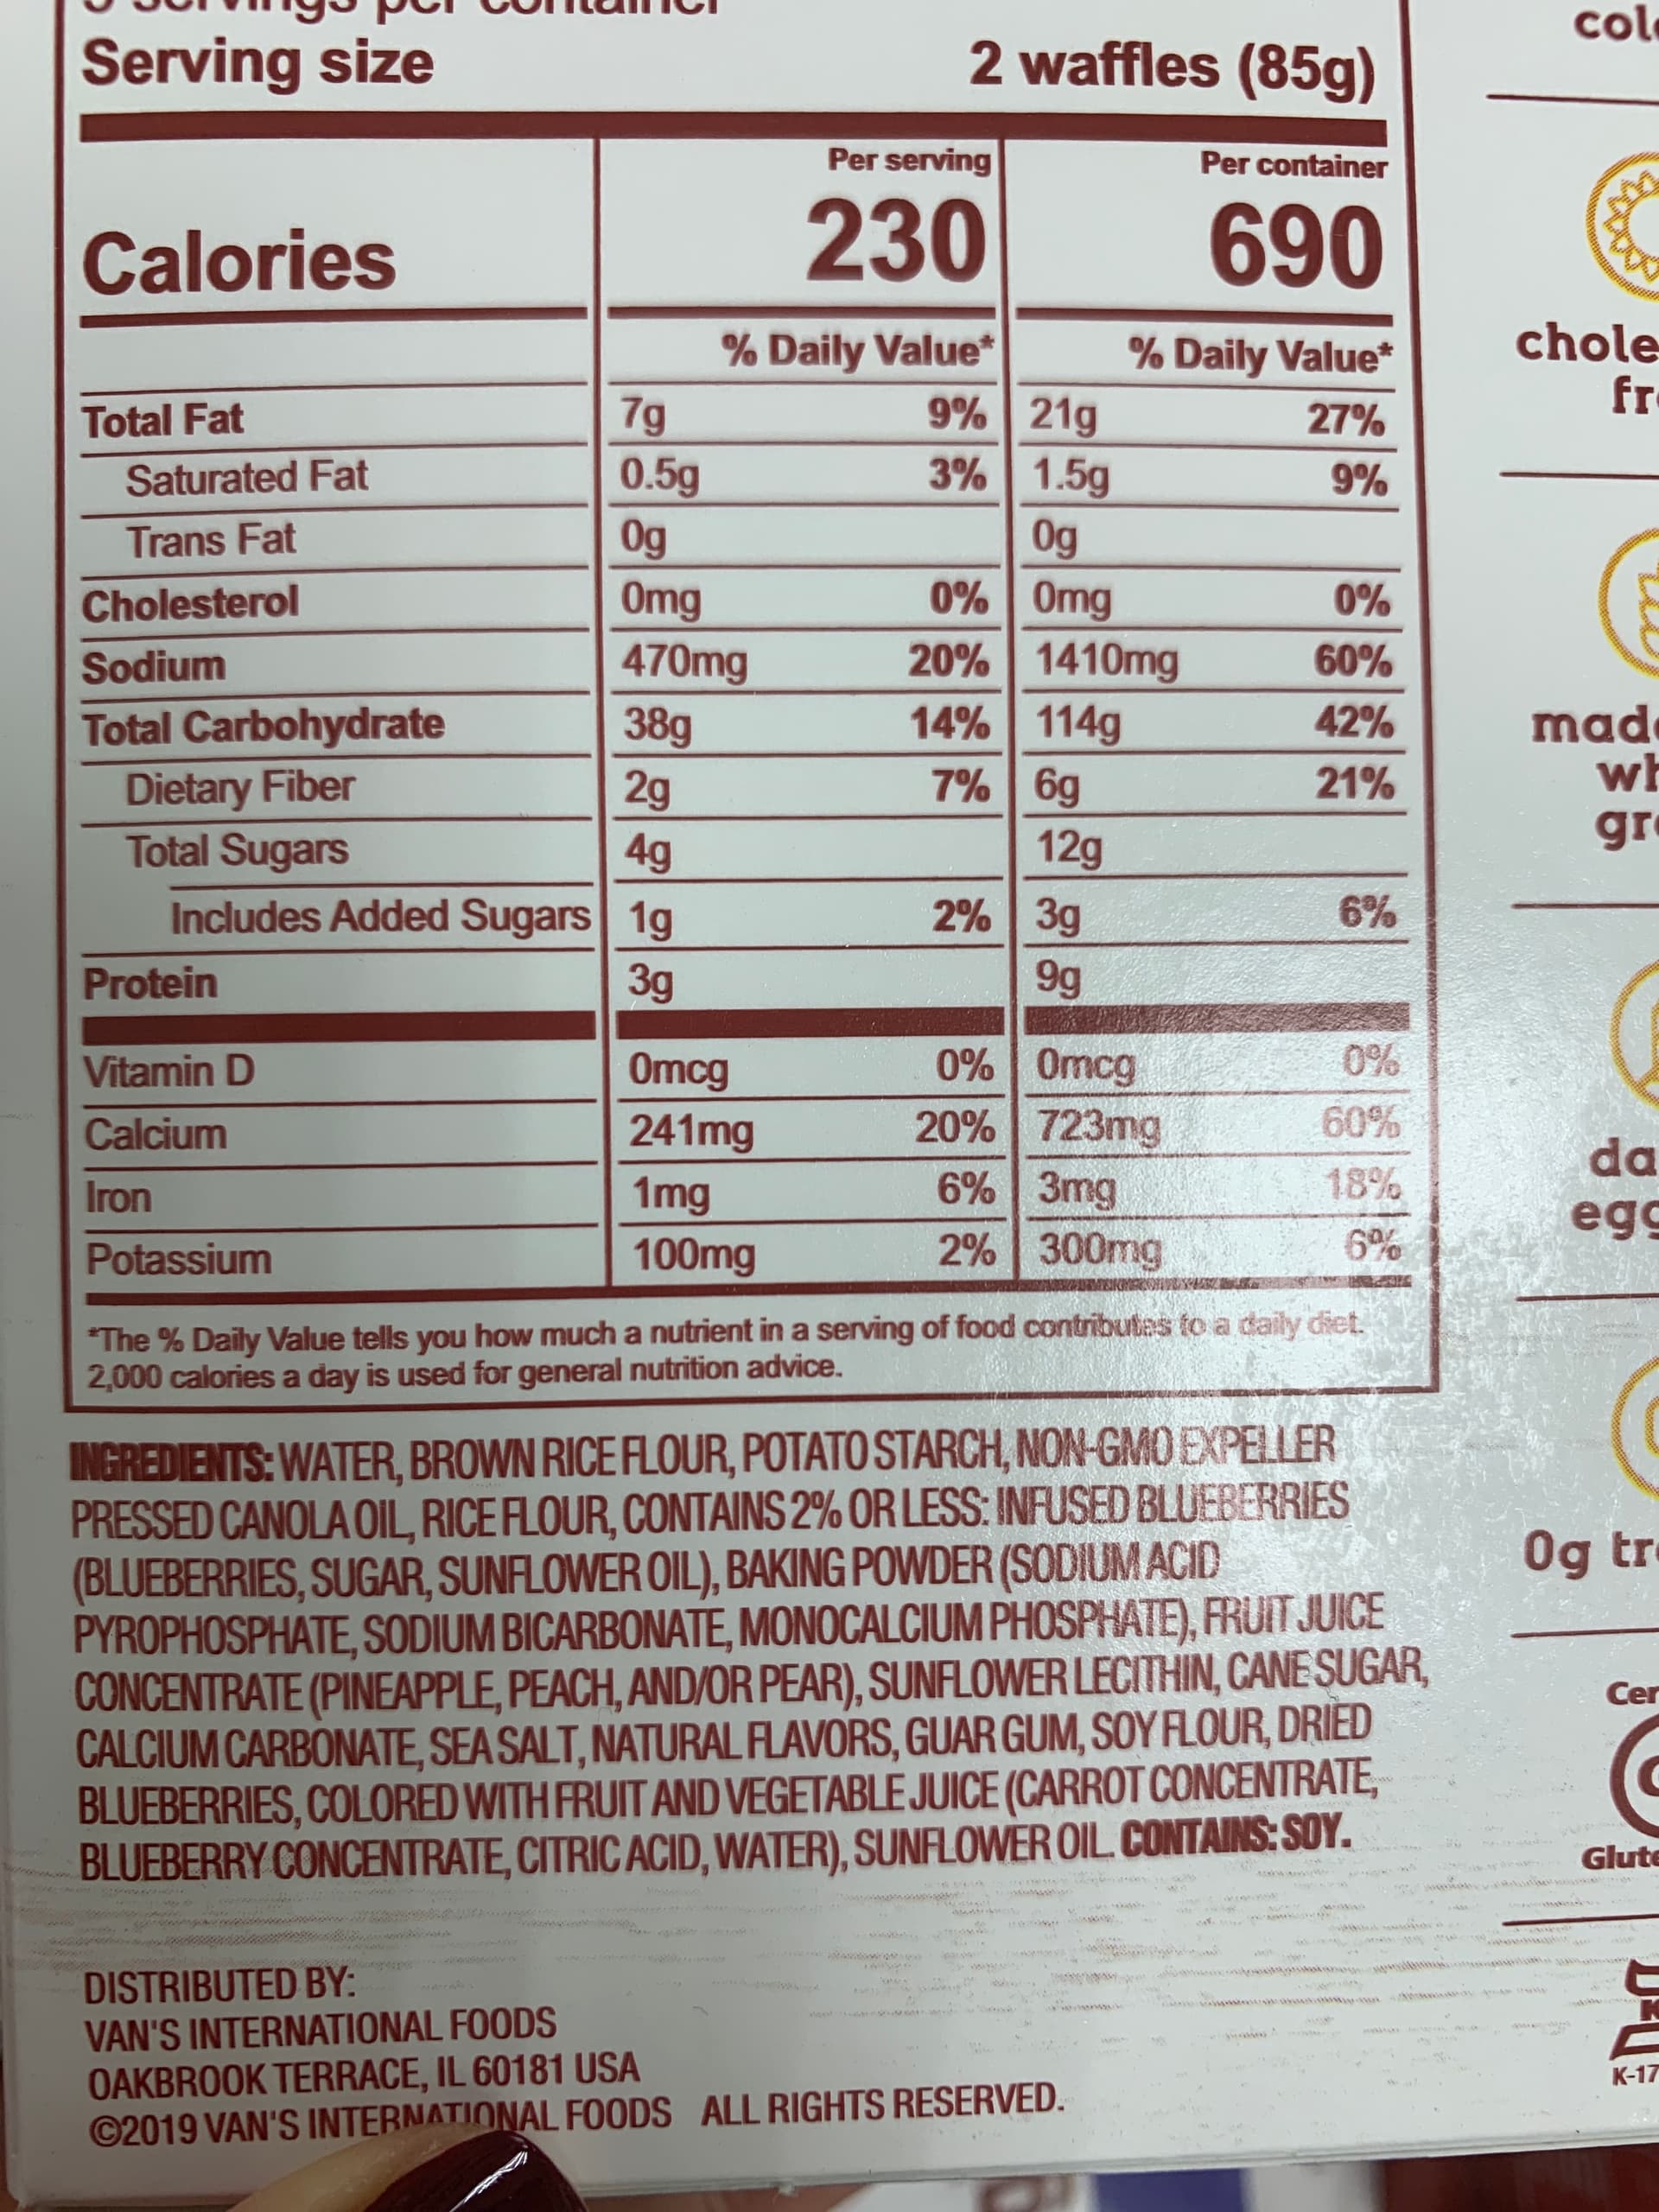 servings per container
Serving size 2 waffles (85g)
Per serving Per container
Calories 230 690
% Daily Value* % Daily Value*
Total Fat 7g 9% 21g 27%
Saturated Fat 0.5g 3% 1.5g 9%
Trans Fat 0g 0g
Cholesterol 0mg 0% 0mg 0%
Sodium 470mg 20% 1410mg 60%
Total Carbohydrate 38g 14% 114g 42%
Dietary Fiber 2g 7% 6g 21%
Total Sugars 4g 12g
Includes Added Sugars 1g 2% 3g 6%
Protein 3g 9g
Vitamin D 0mcg 0% 0mcg 0%
Calcium 241mg 20% 723mg 60%
Iron 1mg 6% 3mg 18%
Potassium 100mg 2% 300mg 6%
*The % Daily Value tells you how much a nutrient in a serving of food contributes to a daily diet.
2,000 calories a day is used for general nutrition advice.
INGREDIENTS: WATER, BROWN RICE FLOUR, POTATO STARCH, NON-GMO EXPELLER
PRESSED CANOLA OIL, RICE FLOUR, CONTAINS 2% OR LESS: INFUSED BLUEBERRIES
(BLUEBERRIES, SUGAR, SUNFLOWER OIL), BAKING POWDER (SODIUM ACID
PYROPHOSPHATE, SODIUM BICARBONATE, MONOCALCIUM PHOSPHATE), FRUIT JUICE
CONCENTRATE (PINEAPPLE, PEACH, AND/OR PEAR), SUNFLOWER LECITHIN, CANE SUGAR,
CALCIUM CARBONATE, SEA SALT, NATURAL FLAVORS, GUAR GUM, SOY FLOUR, DRIED
BLUEBERRIES, COLORED WITH FRUIT AND VEGETABLE JUICE (CARROT CONCENTRATE,
BLUEBERRY CONCENTRATE, CITRIC ACID, WATER), SUNFLOWER OIL. CONTAINS: SOY.
DISTRIBUTED BY:
VAN'S INTERNATIONAL FOODS
OAKBROOK TERRACE, IL 60181 USA
©2019 VAN'S INTERNATIONAL FOODS ALL RIGHTS RESERVED.
0g
K-17